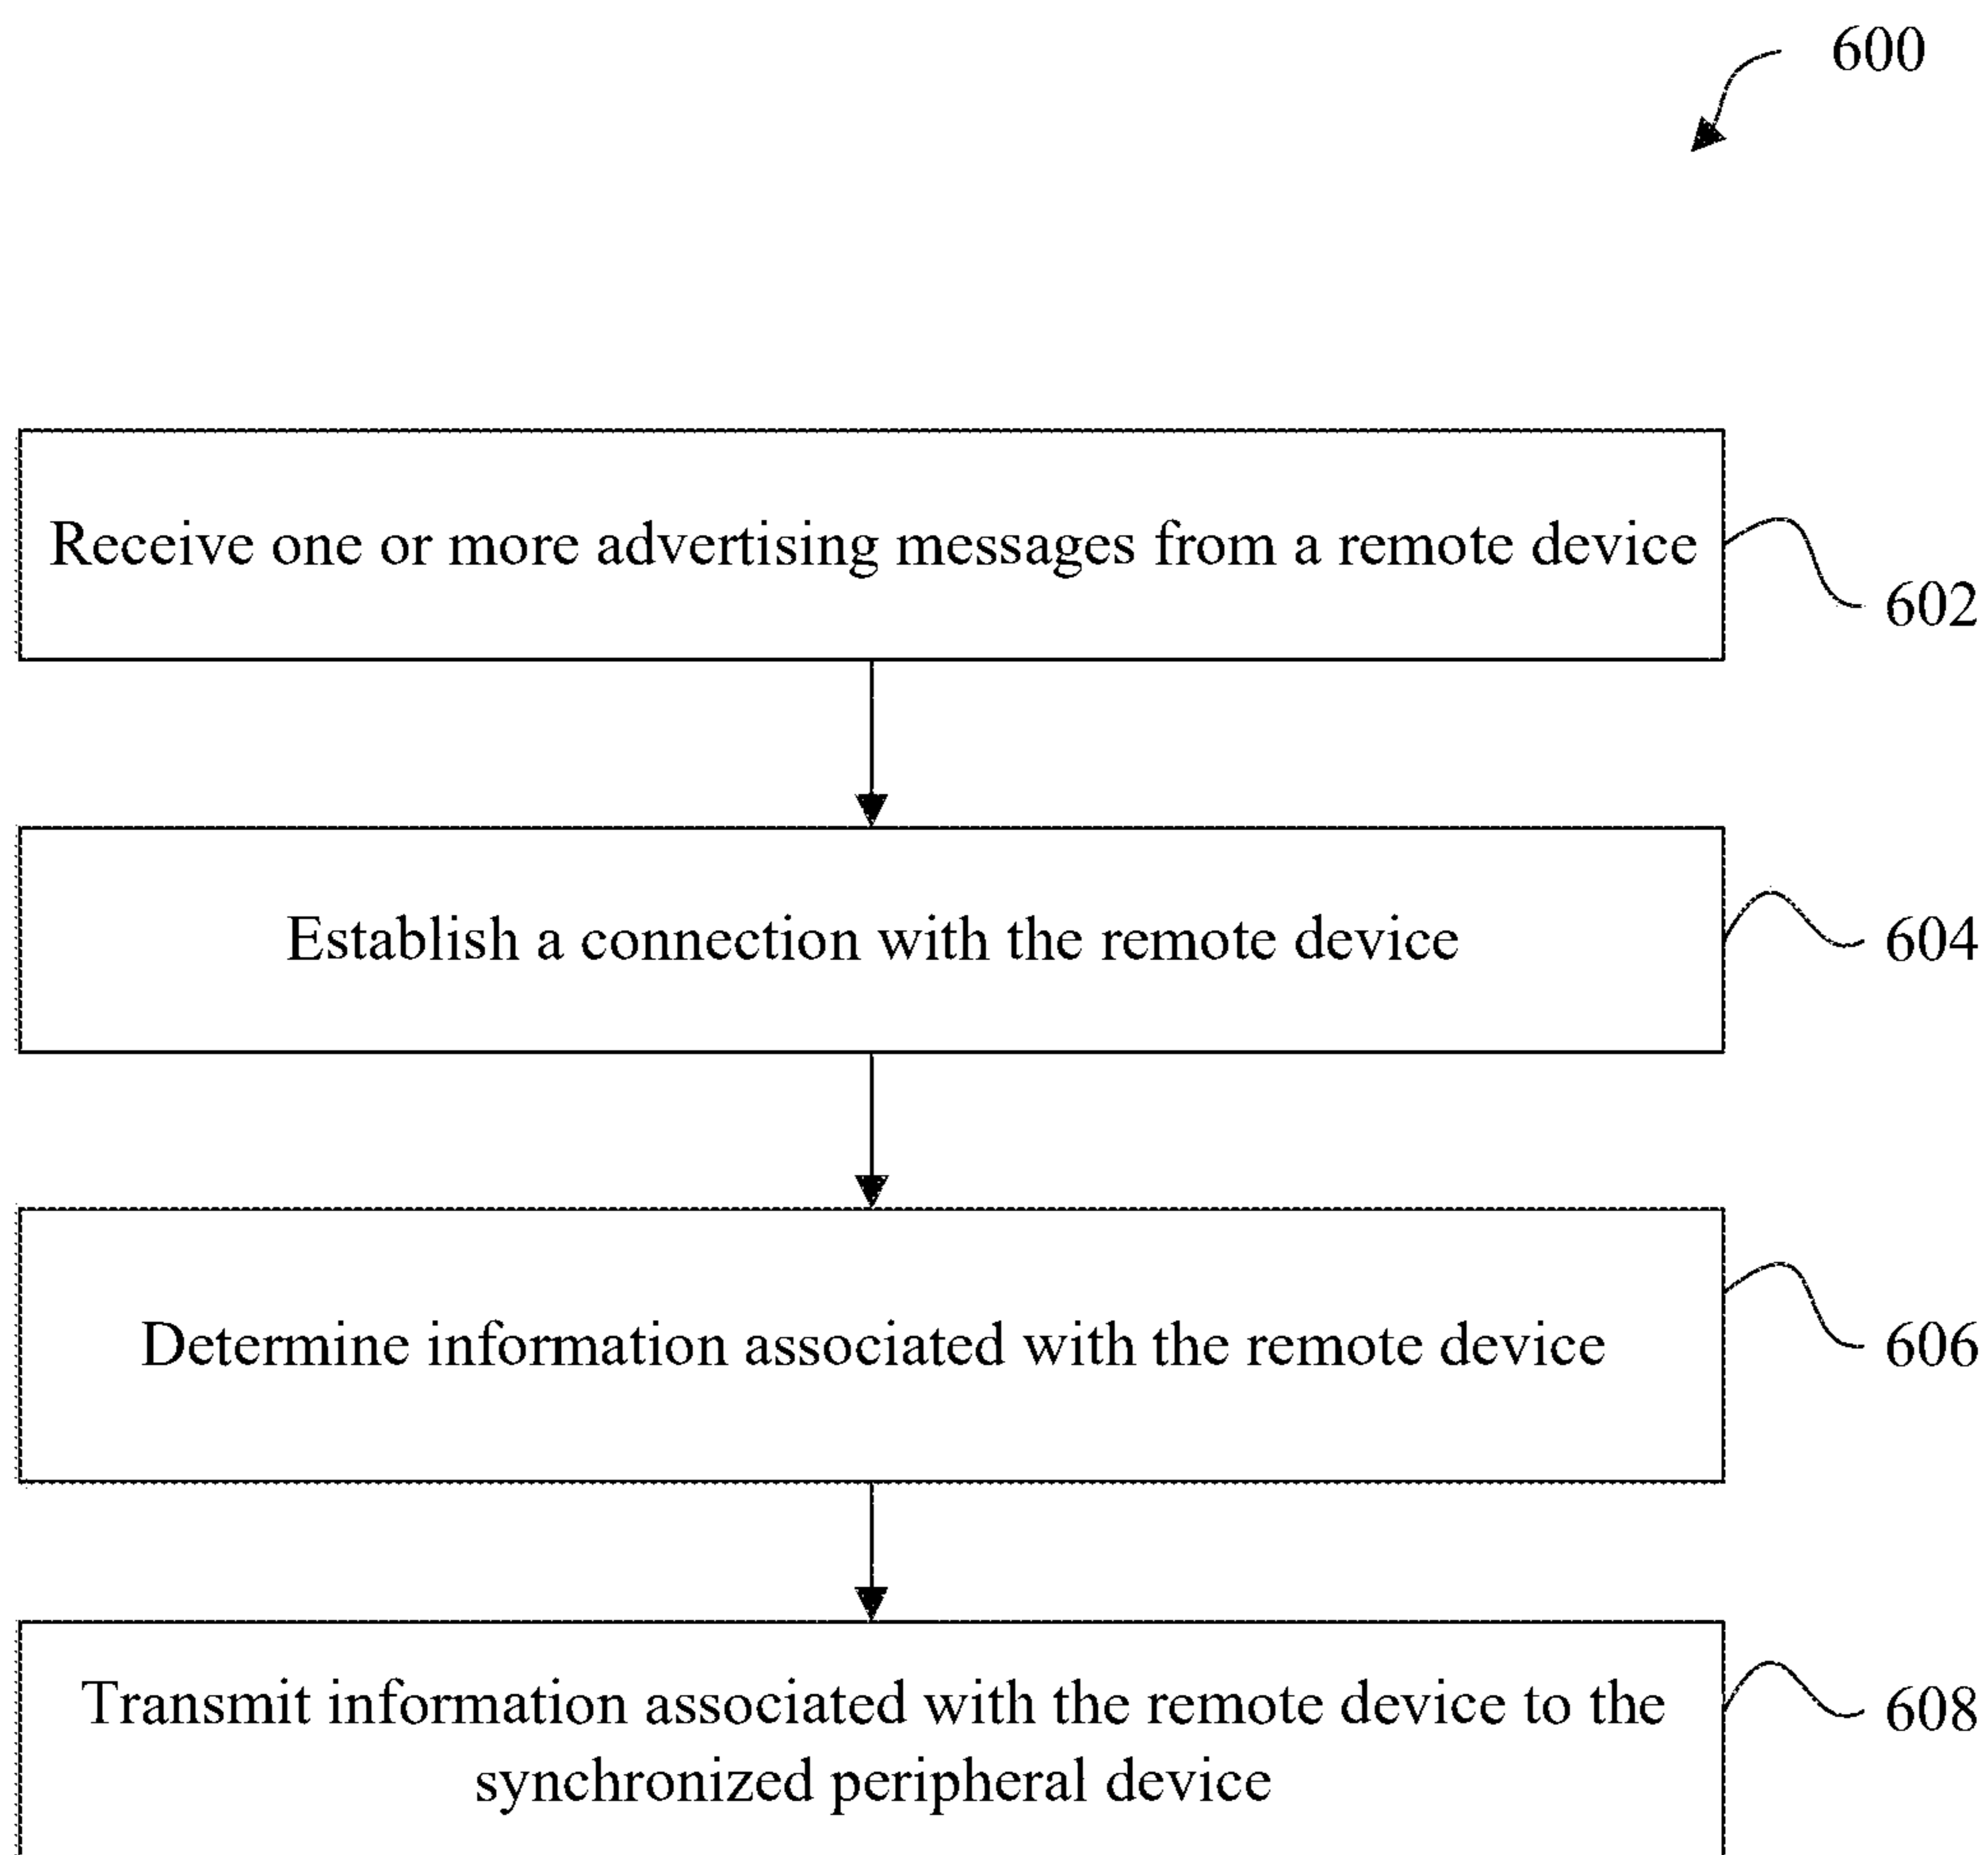 600
Receive one or more advertising messages from a remote device
602
Establish a connection with the remote device
604
Determine information associated with the remote device
606
Transmit information associated with the remote device to the
synchronized peripheral device
608